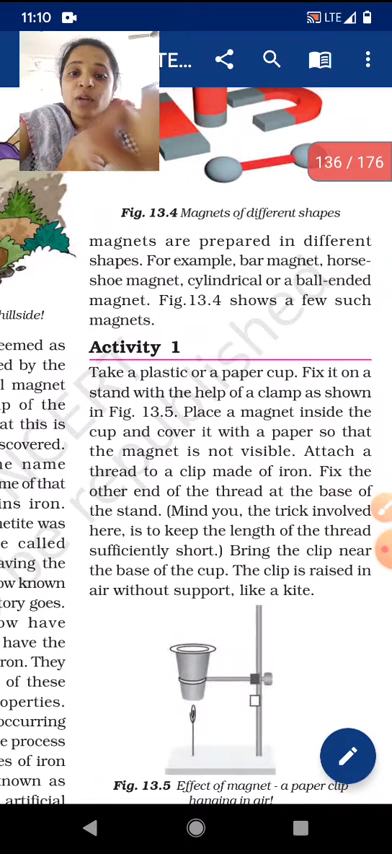 11:10
LTE
TE...
136 / 176
Fig. 13.4 Magnets of different shapes
hillside!
eemed as
ed by the
l magnet
p of the
at this is
scovered.
ne name
me of that
ins iron.
netite was
e called
aving the
ow known
tory goes.
ow have
have the
ron. They
of these
roperties.
occurring
e process
es of iron
known as
artificial
magnets are prepared in different
shapes. For example, bar magnet, horse-
shoe magnet, cylindrical or a ball-ended
magnet. Fig.13.4 shows a few such
magnets.
Activity 1
Take a plastic or a paper cup. Fix it on a
stand with the help of a clamp as shown
in Fig. 13.5. Place a magnet inside the
cup and cover it with a paper so that
the magnet is not visible. Attach a
thread to a clip made of iron. Fix the
other end of the thread at the base of
the stand. (Mind you, the trick involved
here, is to keep the length of the thread
sufficiently short.) Bring the clip near
the base of the cup. The clip is raised in
air without support, like a kite.
Fig. 13.5 Effect of magnet - a paper clip
hanging in air!